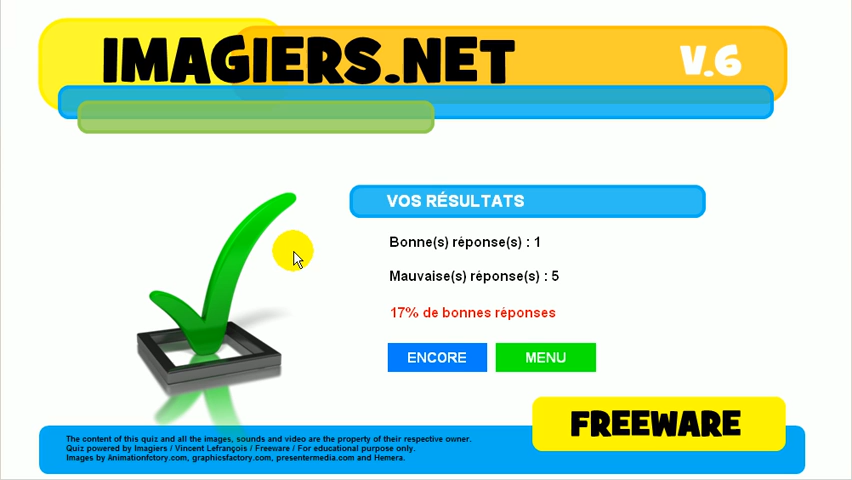 IMAGIERS.NET
V.6
VOS RÉSULTATS
Bonne(s) réponse(s) : 1
Mauvaise(s) réponse(s) : 5
17% de bonnes réponses
ENCORE
MENU
FREEWARE
The content of this quiz and all the images, sounds and video are the property of their respective owner.
Quiz powered by Imagiers / Vincent Lefrançois / Freeware / For educational purpose only.
Images by Animationfctory.com, graphicsfactory.com, presentermedia.com and Hemera.